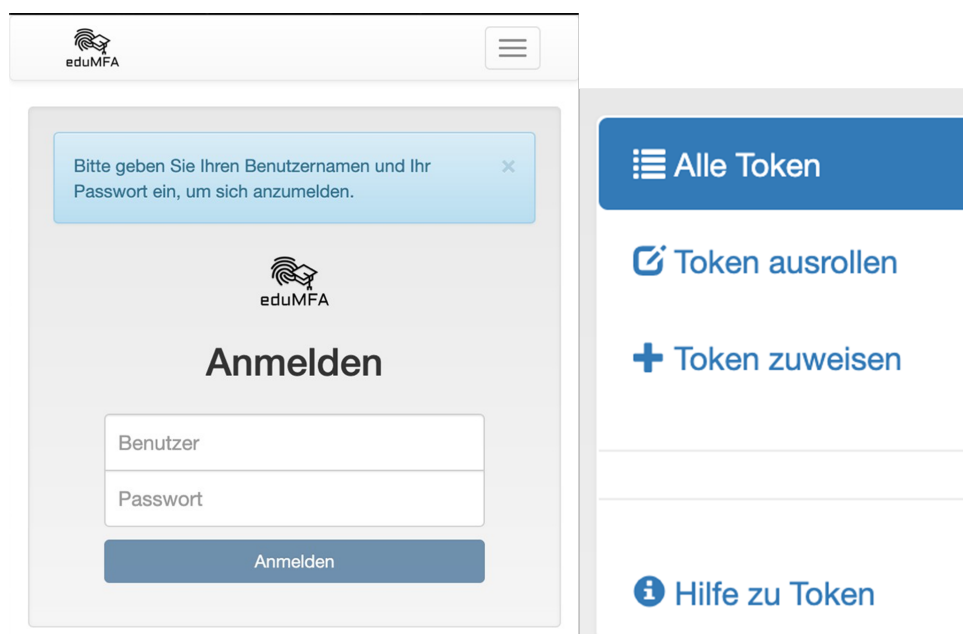 eduMFA
Bitte geben Sie Ihren Benutzernamen und Ihr
Passwort ein, um sich anzumelden.
eduMFA
Anmelden
Benutzer
Passwort
Anmelden
Alle Token
Token ausrollen
Token zuweisen
Hilfe zu Token